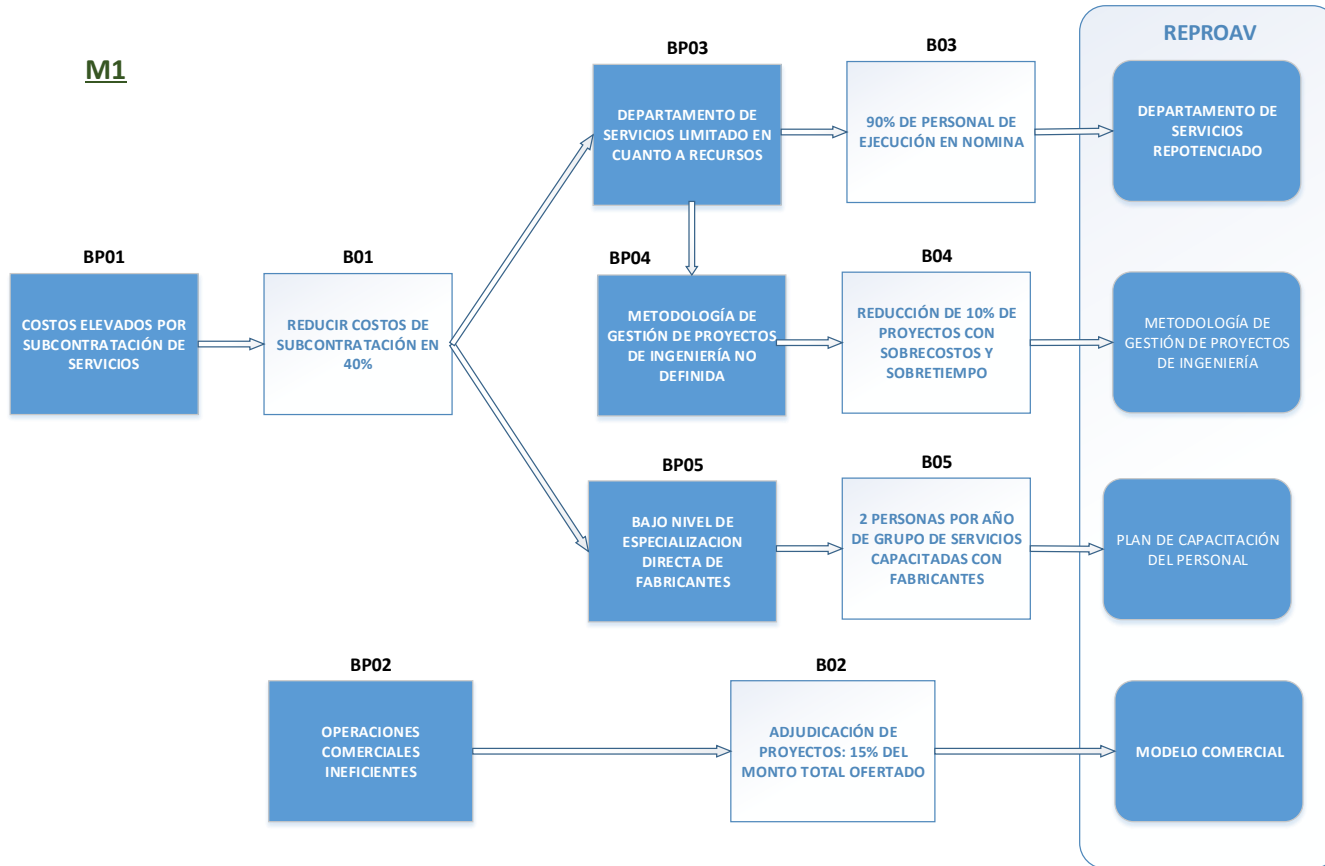 M1
BP03
DEPARTAMENTO DE
SERVICIOS LIMITADO EN
CUANTO A RECURSOS
B03
90% DE PERSONAL DE
EJECUCIÓN EN NOMINA
REPROAV
DEPARTAMENTO DE
SERVICIOS
REPOTENCIADO
BP01
COSTOS ELEVADOS POR
SUBCONTRATACIÓN DE
SERVICIOS
B01
REDUCIR COSTOS DE
SUBCONTRATACIÓN EN
40%
BP04
METODOLOGÍA DE
GESTIÓN DE PROYECTOS
DE INGENIERÍA NO
DEFINIDA
B04
REDUCCIÓN DE 10% DE
PROYECTOS CON
SOBRECOSTOS Y
SOBRETIEMPO
METODOLOGÍA DE
GESTIÓN DE PROYECTOS
DE INGENIERÍA
BP05
BAJO NIVEL DE
ESPECIALIZACION
DIRECTA DE
FABRICANTES
B05
2 PERSONAS POR AÑO
DE GRUPO DE SERVICIOS
CAPACITADAS CON
FABRICANTES
PLAN DE CAPACITACIÓN
DEL PERSONAL
BP02
OPERACIONES
COMERCIALES
INEFICIENTES
B02
ADJUDICACIÓN DE
PROYECTOS: 15% DEL
MONTO TOTAL OFERTADO
MODELO COMERCIAL